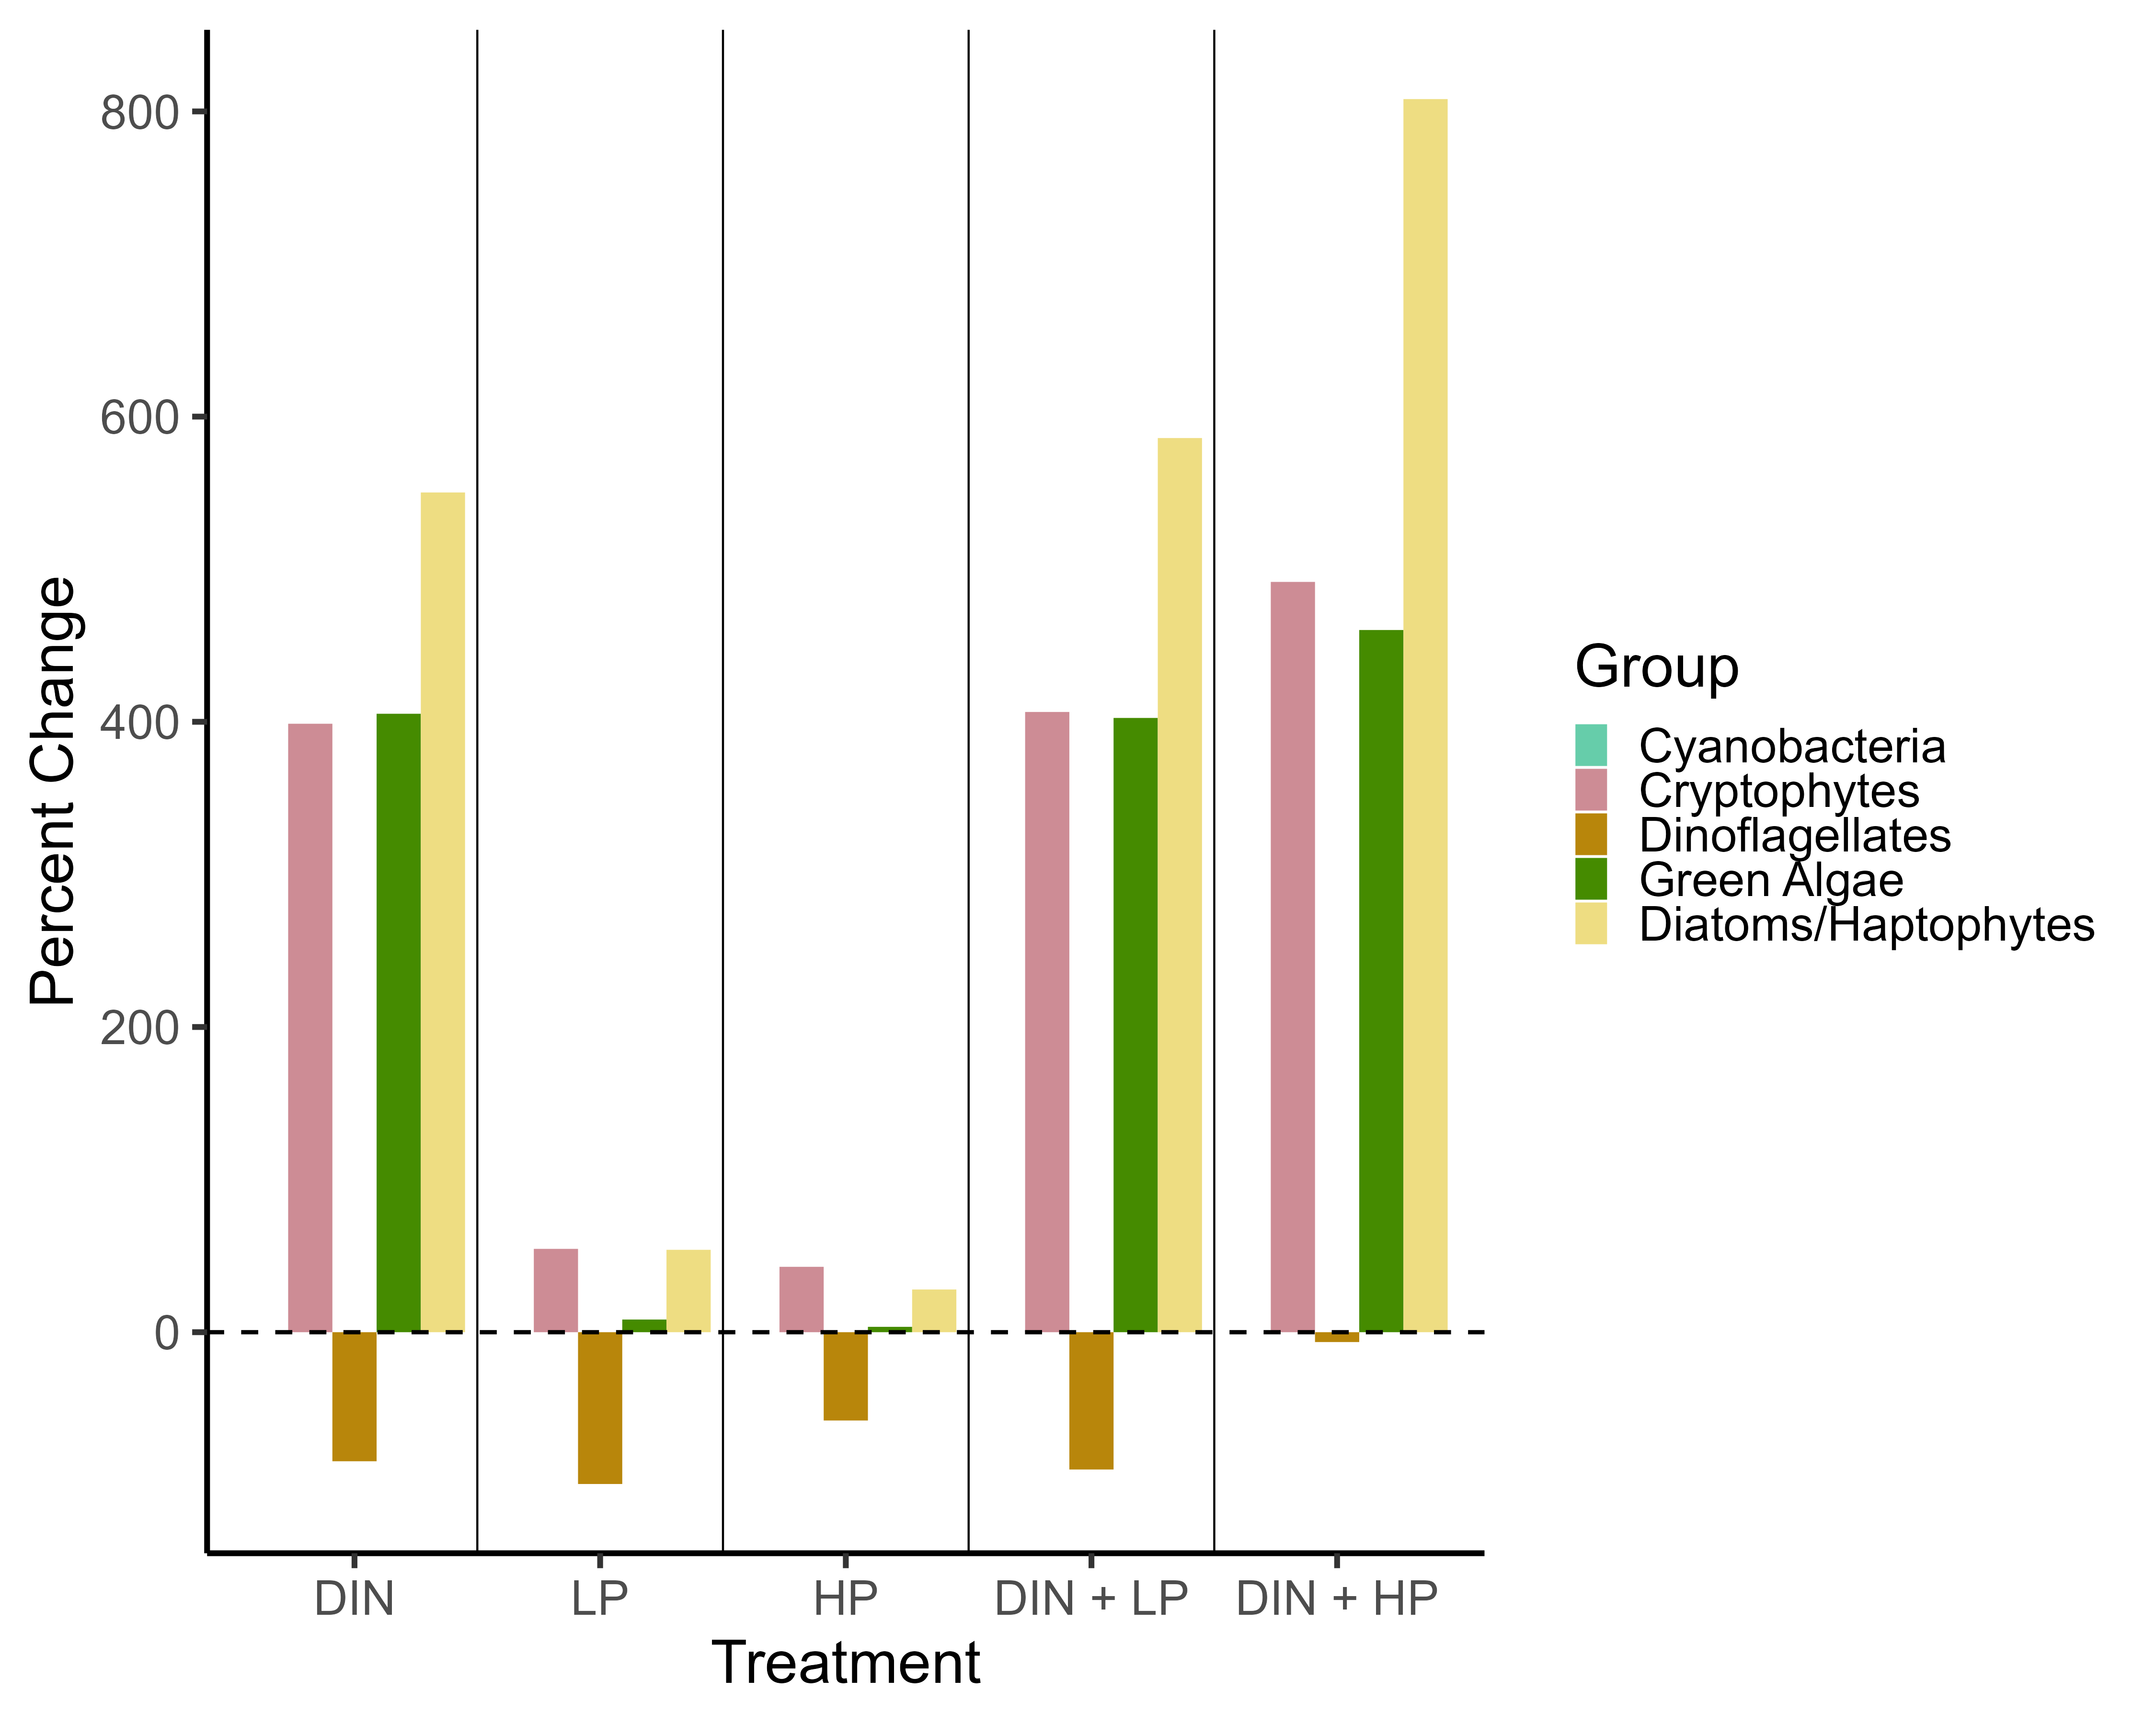 Percent Change
800
600
400
200
0
DIN
LP
HP
DIN + LP
DIN + HP
Treatment
Group
Cyanobacteria
Cryptophytes
Dinoflagellates
Green Algae
Diatoms/Haptophytes